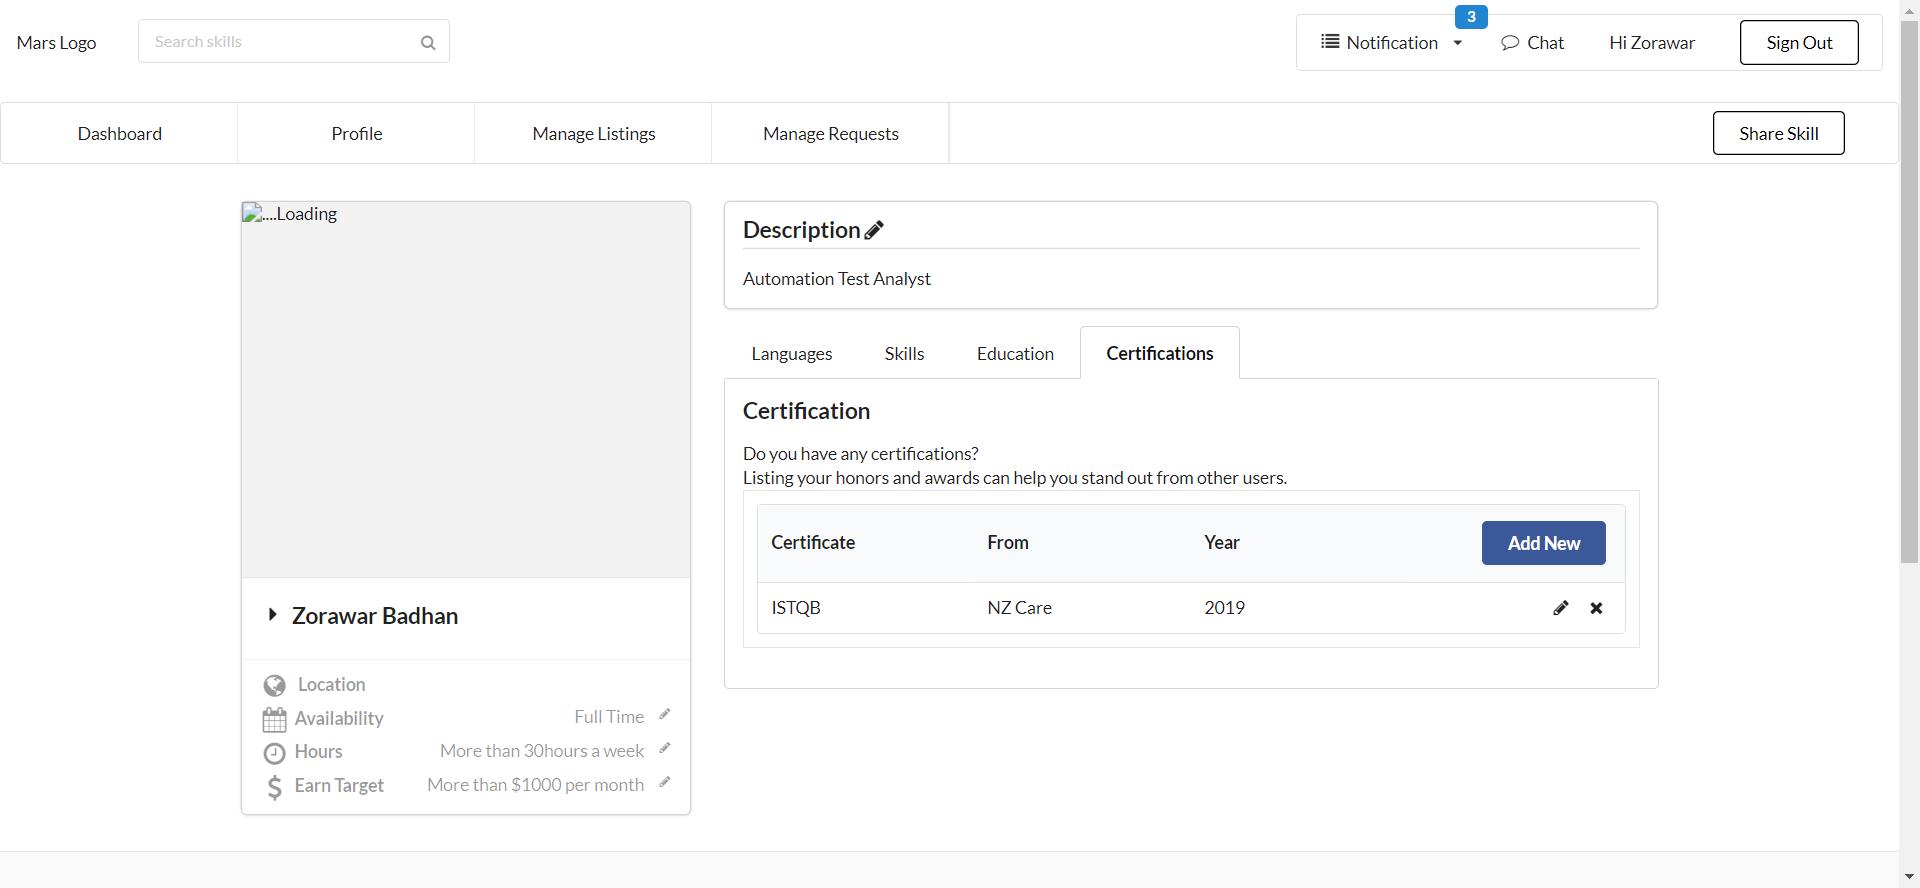 3
Mars Logo
Search skills
Notification
Chat
Hi Zorawar
Sign Out
Dashboard
Profile
Manage Listings
Manage Requests
Share Skill
....Loading
Zorawar Badhan
Location
Availability Full Time
Hours More than 30hours a week
Earn Target More than $1000 per month
Description
Automation Test Analyst
Languages Skills Education Certifications
Certification
Do you have any certifications?
Listing your honors and awards can help you stand out from other users.
Certificate From Year Add New
ISTQB NZ Care 2019